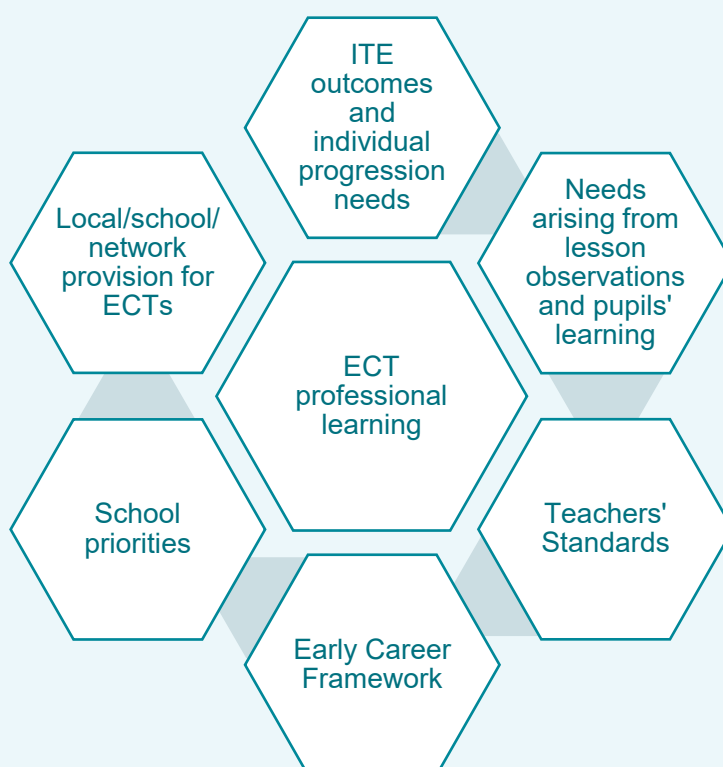 ITE
outcomes
and
individual
progression
needs
Needs
arising from
lesson
observations
and pupils'
learning
Teachers'
Standards
Early Career
Framework
School
priorities
Local/school/
network
provision for
ECTs
ECT
professional
learning